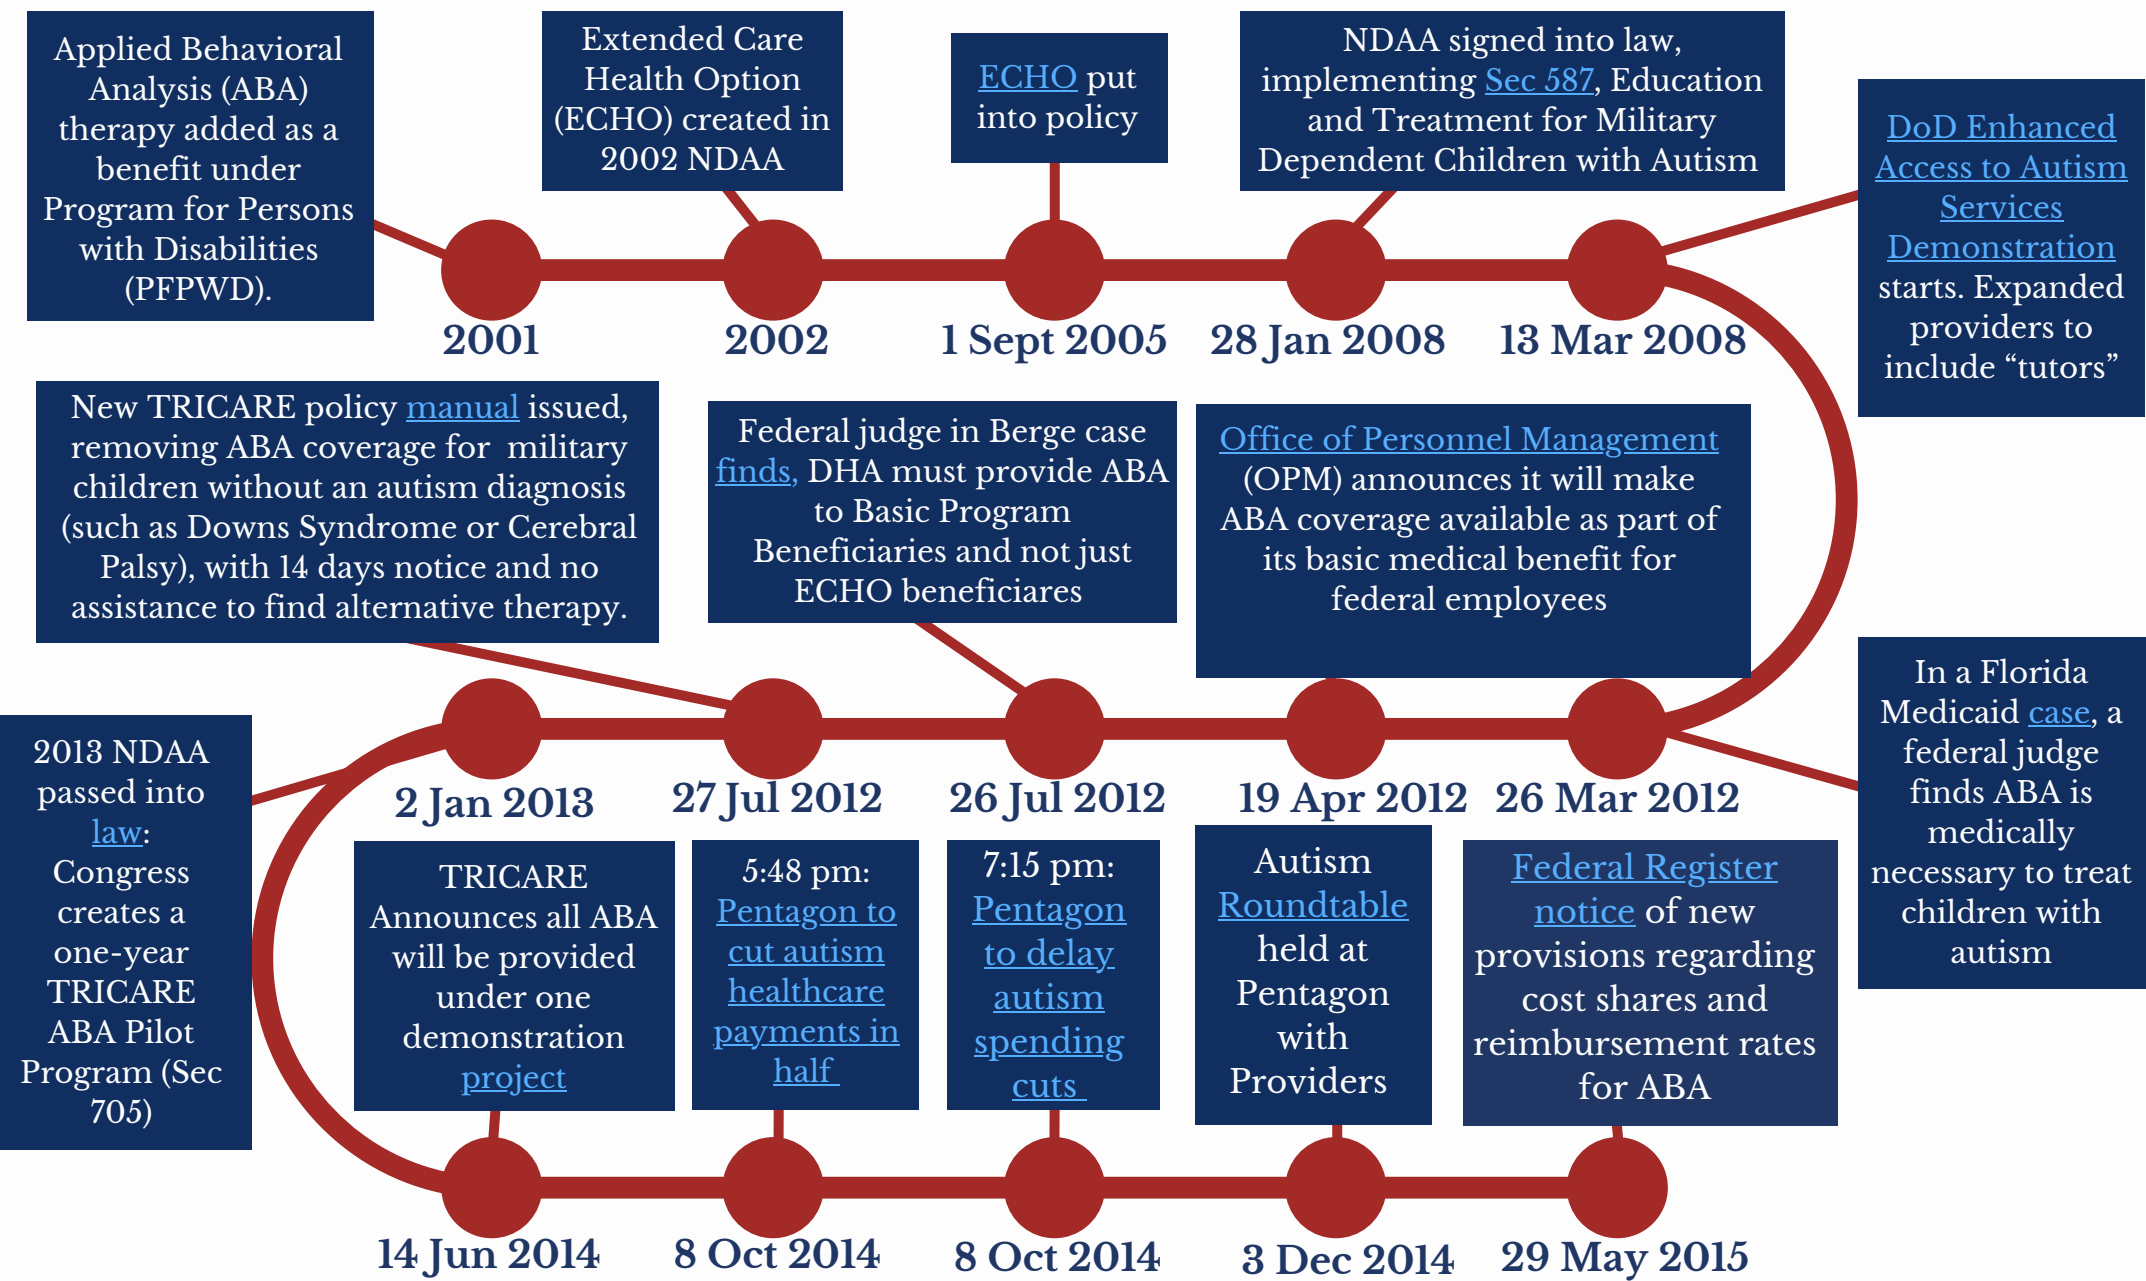 Applied Behavioral
Analysis (ABA)
therapy added as a
benefit under
Program for Persons
with Disabilities
(PFPWD).
2001
Extended Care
Health Option
(ECHO) created in
2002 NDAA
2002
ECHO put
into policy
1 Sept 2005
NDAA signed into law,
implementing Sec 587, Education
and Treatment for Military
Dependent Children with Autism
28 Jan 2008
DoD Enhanced
Access to Autism
Services
Demonstration
starts. Expanded
providers to
include “tutors”
13 Mar 2008
In a Florida
Medicaid case, a
federal judge
finds ABA is
medically
necessary to treat
children with
autism
26 Mar 2012
Office of Personnel Management
(OPM) announces it will make
ABA coverage available as part of
its basic medical benefit for
federal employees
19 Apr 2012
Federal judge in Berge case
finds, DHA must provide ABA
to Basic Program
Beneficiaries and not just
ECHO beneficiares
26 Jul 2012
New TRICARE policy manual issued,
removing ABA coverage for military
children without an autism diagnosis
(such as Downs Syndrome or Cerebral
Palsy), with 14 days notice and no
assistance to find alternative therapy.
27 Jul 2012
2013 NDAA
passed into
law:
Congress
creates a
one-year
TRICARE
ABA Pilot
Program (Sec
705)
2 Jan 2013
TRICARE
Announces all ABA
will be provided
under one
demonstration
project
14 Jun 2014
5:48 pm:
Pentagon to
cut autism
healthcare
payments in
half
8 Oct 2014
7:15 pm:
Pentagon
to delay
autism
spending
cuts
8 Oct 2014
Autism
Roundtable
held at
Pentagon
with
Providers
3 Dec 2014
Federal Register
notice of new
provisions regarding
cost shares and
reimbursement rates
for ABA
29 May 2015